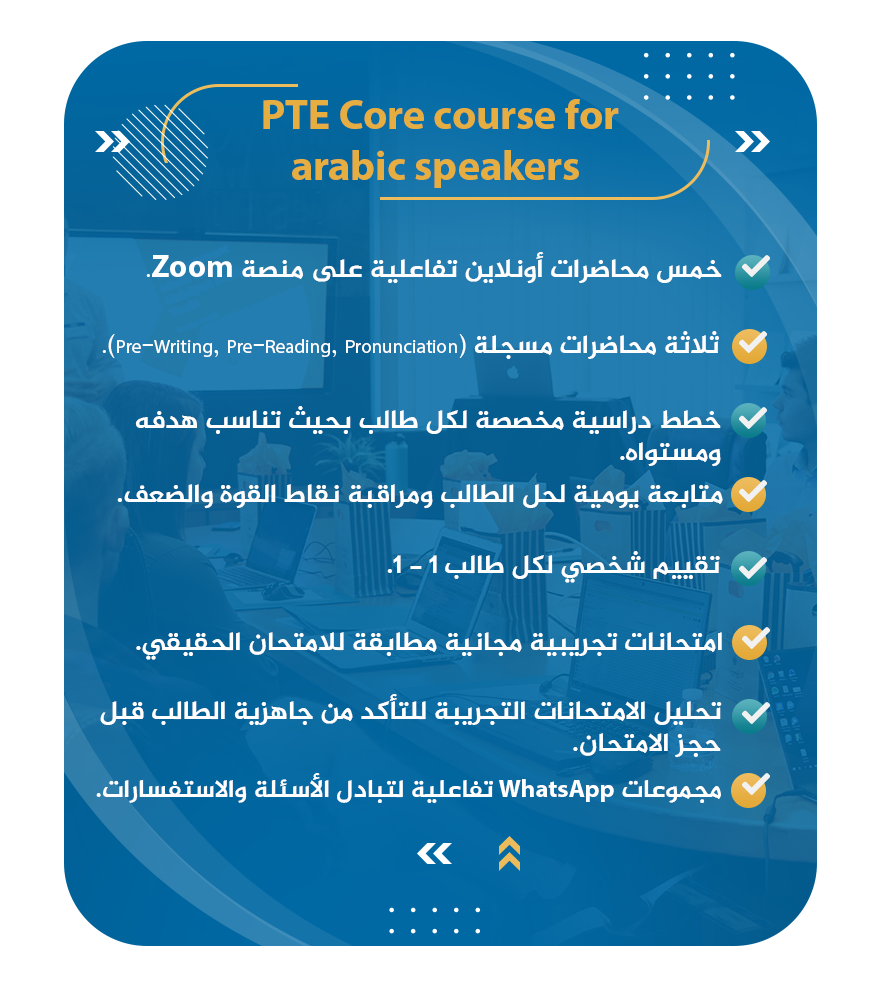 PTE Core course for
arabic speakers
خمس محاضرات أونلاين تفاعلية على منصة Zoom.
ثلاثة محاضرات مسجلة (Pre-Writing, Pre-Reading, Pronunciation).
خطط دراسية مخصصة لكل طالب بحيث تناسب هدفه
ومستواه.
متابعة يومية لحل الطالب ومراقبة نقاط القوة والضعف.
تقييم شخصي لكل طالب 1 - 1.
امتحانات تجريبية مجانية مطابقة للامتحان الحقيقي.
تحليل الامتحانات التجريبة للتأكد من جاهزية الطالب قبل
حجز الامتحان.
مجموعات WhatsApp تفاعلية لتبادل الأسئلة والاستفسارات.